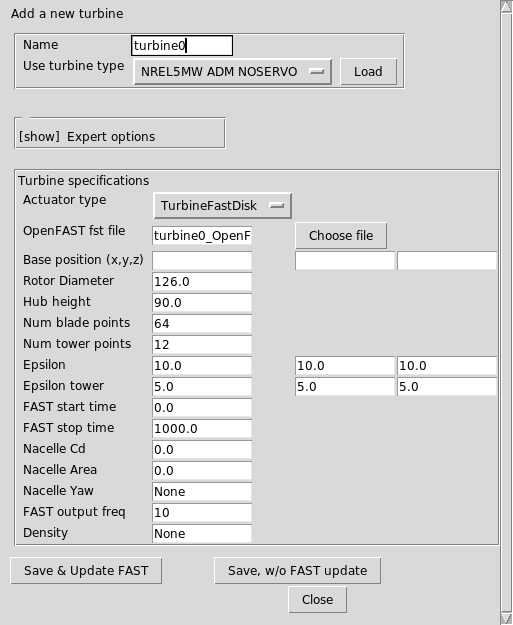 Add a new turbine
Name turbine0
Use turbine type NREL5MW ADM NOSERVO Load
[show] Expert options
Turbine specifications
Actuator type TurbineFastDisk
OpenFAST fst file turbine0_OpenF Choose file
Base position (x,y,z)
Rotor Diameter 126.0
Hub height 90.0
Num blade points 64
Num tower points 12
Epsilon 10.0 10.0 10.0
Epsilon tower 5.0 5.0 5.0
FAST start time 0.0
FAST stop time 1000.0
Nacelle Cd 0.0
Nacelle Area 0.0
Nacelle Yaw None
FAST output freq 10
Density None
Save & Update FAST Save, w/o FAST update
Close